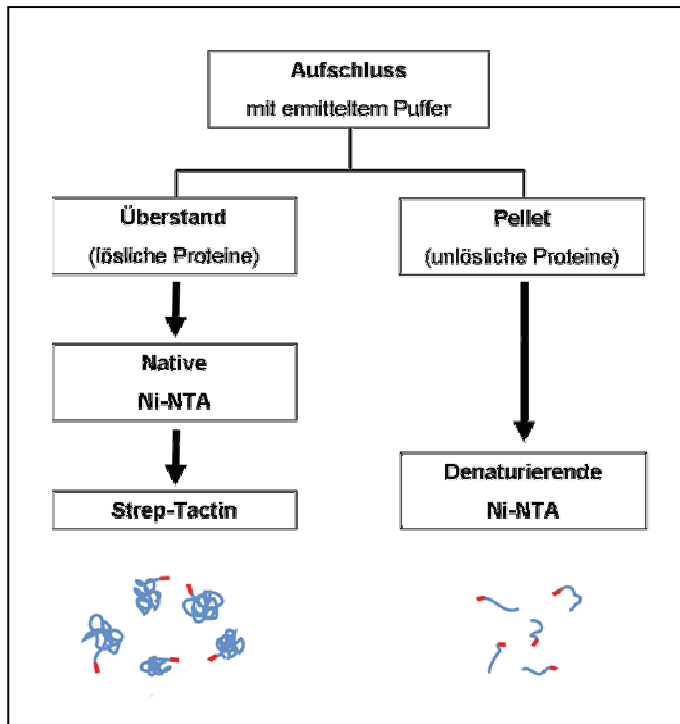 Aufschluss
mit ermitteltem Puffer
Überstand
(lösliche Proteine)
Pellet
(unlösliche Proteine)
Native
Ni-NTA
Denaturierende
Ni-NTA
Strep-Tactin